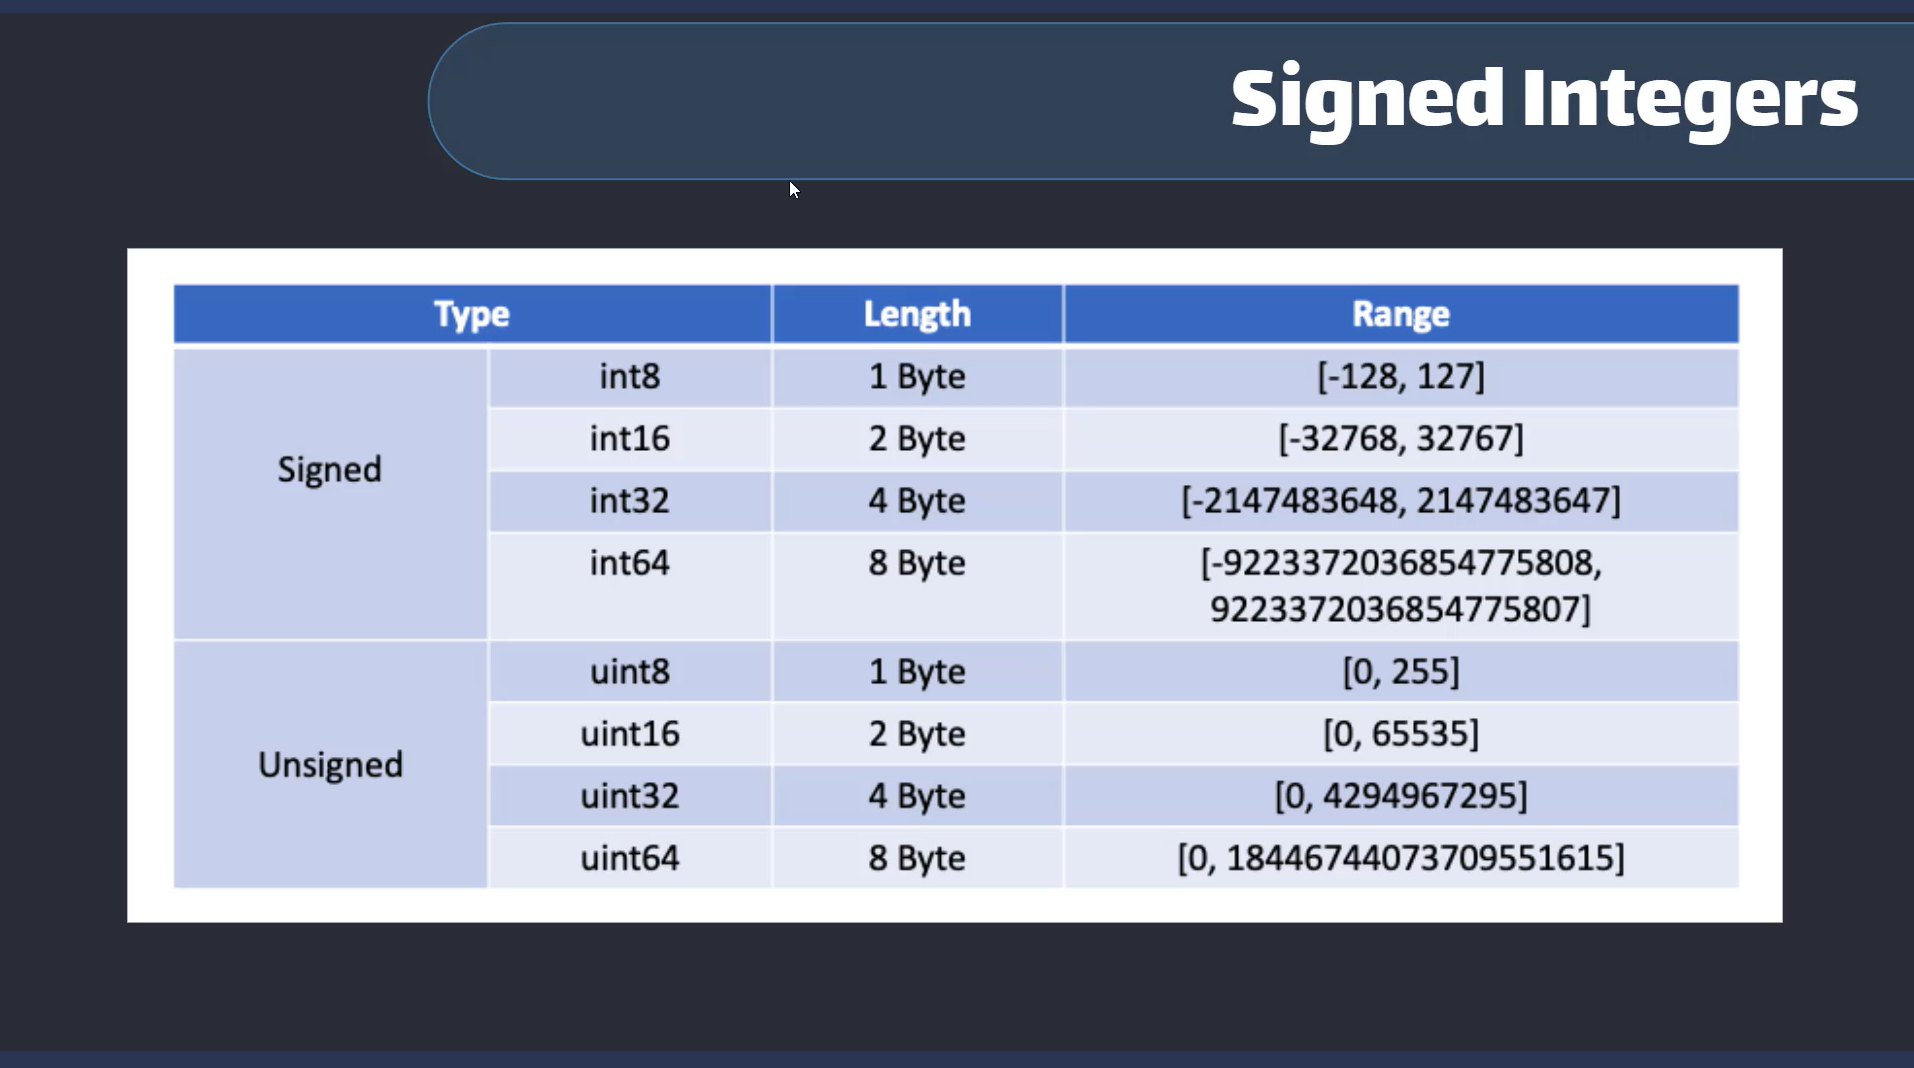 Signed Integers
Type Length Range
Signed
int8 1 Byte [-128, 127]
int16 2 Byte [-32768, 32767]
int32 4 Byte [-2147483648, 2147483647]
int64 8 Byte [-9223372036854775808,
9223372036854775807]
Unsigned
uint8 1 Byte [0, 255]
uint16 2 Byte [0, 65535]
uint32 4 Byte [0, 4294967295]
uint64 8 Byte [0, 18446744073709551615]